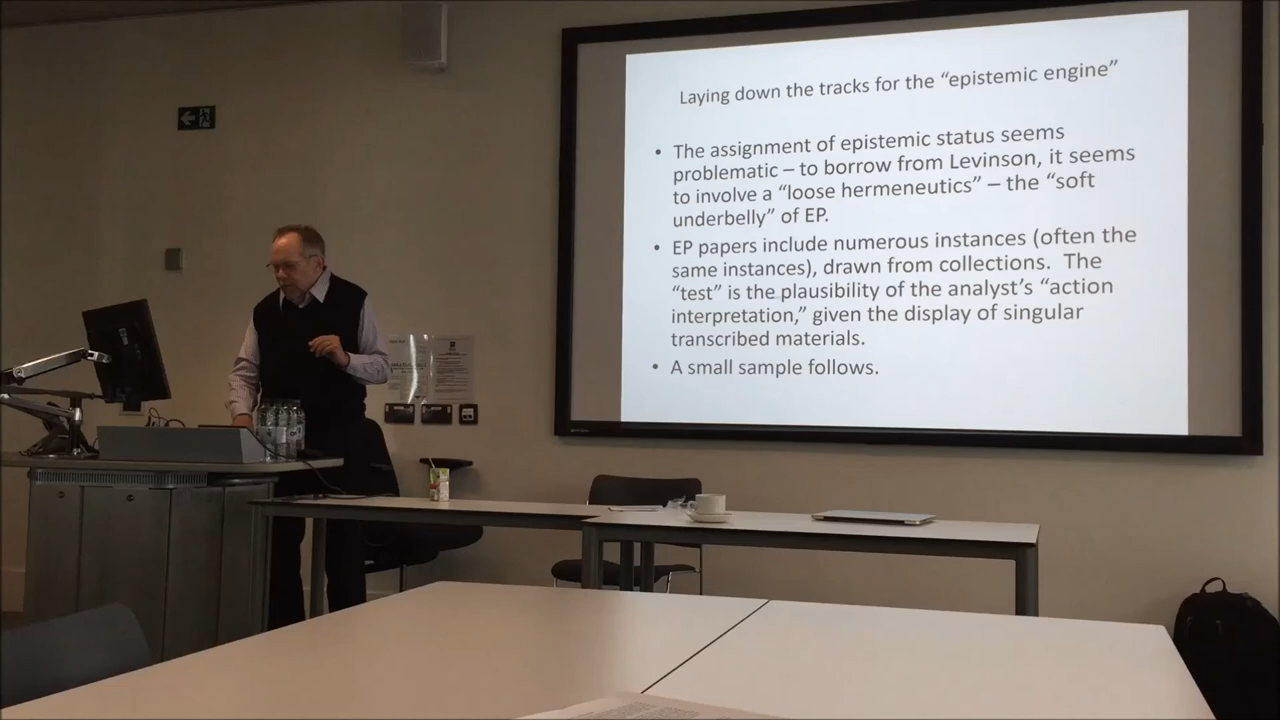 Laying down the tracks for the “epistemic engine”
• The assignment of epistemic status seems
problematic – to borrow from Levinson, it seems
to involve a “loose hermeneutics” – the “soft
underbelly” of EP.
• EP papers include numerous instances (often the
same instances), drawn from collections.  The
“test” is the plausibility of the analyst’s “action
interpretation,” given the display of singular
transcribed materials.
• A small sample follows.